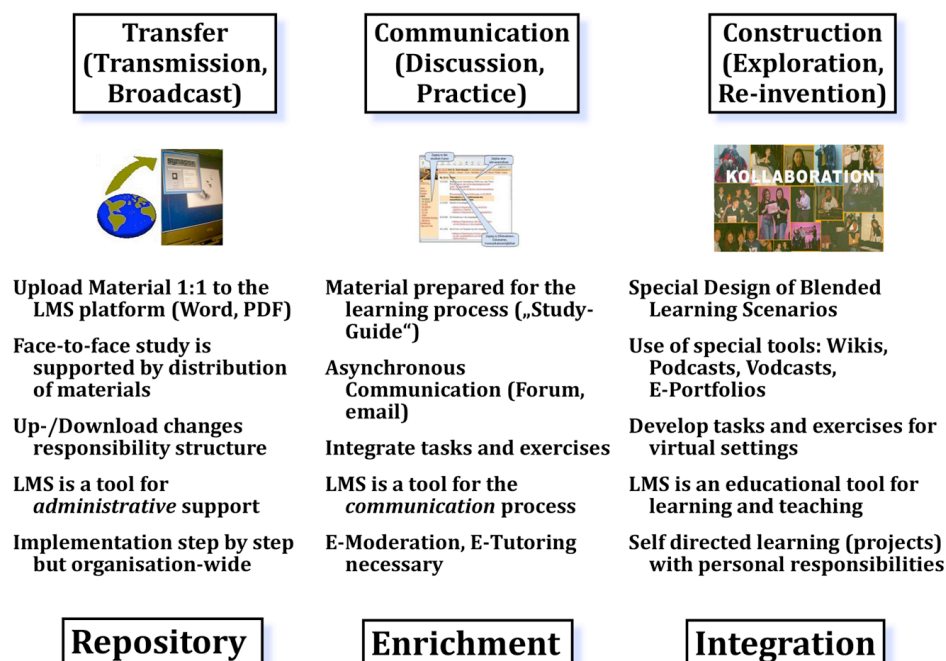 Transfer
(Transmission,
Broadcast)
Upload Material 1:1 to the
LMS platform (Word, PDF)
Face-to-face study is
supported by distribution
of materials
Up-/Download changes
responsibility structure
LMS is a tool for
administrative support
Implementation step by step
but organisation-wide
Repository
Communication
(Discussion,
Practice)
Material prepared for the
learning process („Study-
Guide“)
Asynchronous
Communication (Forum,
email)
Integrate tasks and exercises
LMS is a tool for the
communication process
E-Moderation, E-Tutoring
necessary
Enrichment
Construction
(Exploration,
Re-invention)
KOLLABORATION
Special Design of Blended
Learning Scenarios
Use of special tools: Wikis,
Podcasts, Vodcasts,
E-Portfolios
Develop tasks and exercises for
virtual settings
LMS is an educational tool for
learning and teaching
Self directed learning (projects)
with personal responsibilities
Integration